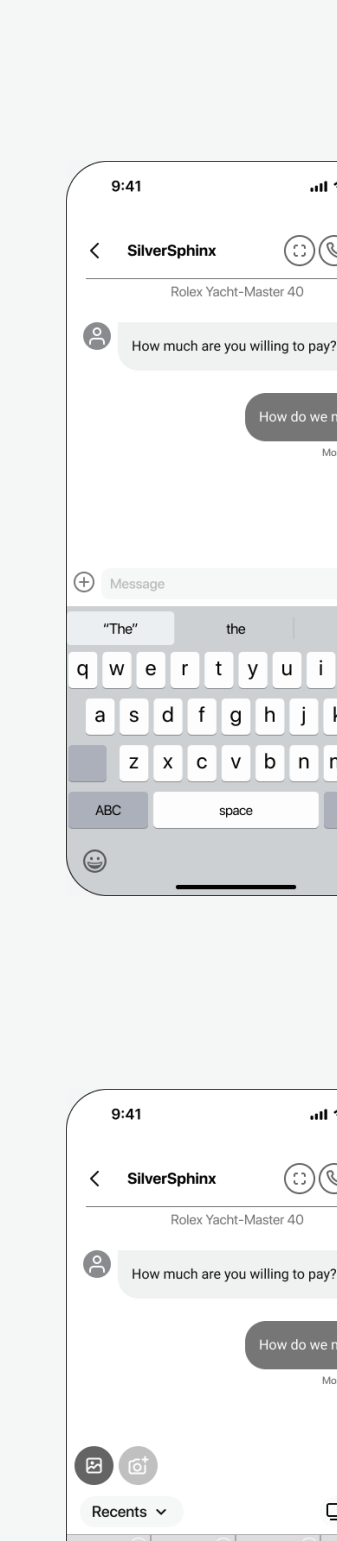 9:41
SilverSphinx
Rolex Yacht-Master 40
How much are you willing to pay?
How do we
Message
“The” the
q w e r t y u i
a s d f g h j
z x c v b n
ABC space
9:41
SilverSphinx
Rolex Yacht-Master 40
How much are you willing to pay?
How do we
Recents